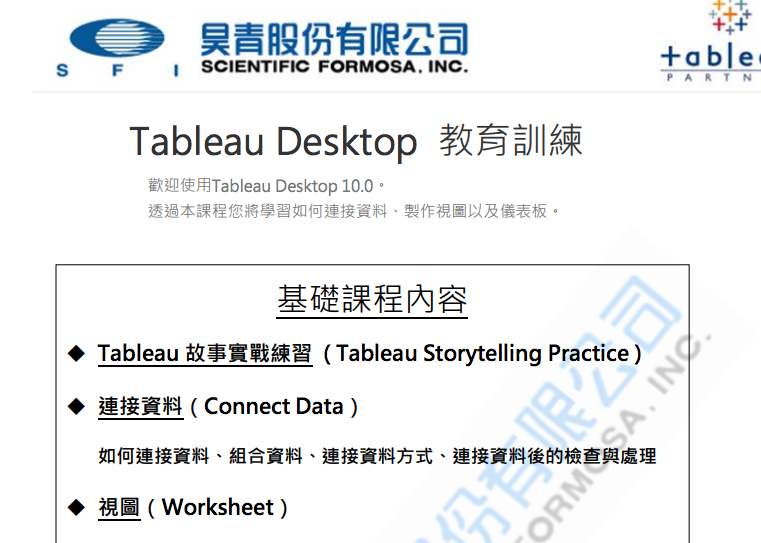 昊青股份有限公司
SFI SCIENTIFIC FORMOSA, INC.
PARTN
Tableau Desktop 教育訓練
歡迎使用Tableau Desktop 10.0。
透過本課程您將學習如何連接資料、製作視圖以及儀表板。
基礎課程內容
◆ Tableau 故事實戰練習（Tableau Storytelling Practice）
◆ 連接資料（Connect Data）
如何連接資料、組合資料、連接資料方式、連接資料後的檢查與處理
◆ 視圖（Worksheet）
份有限公司
FORMOSA, INC.